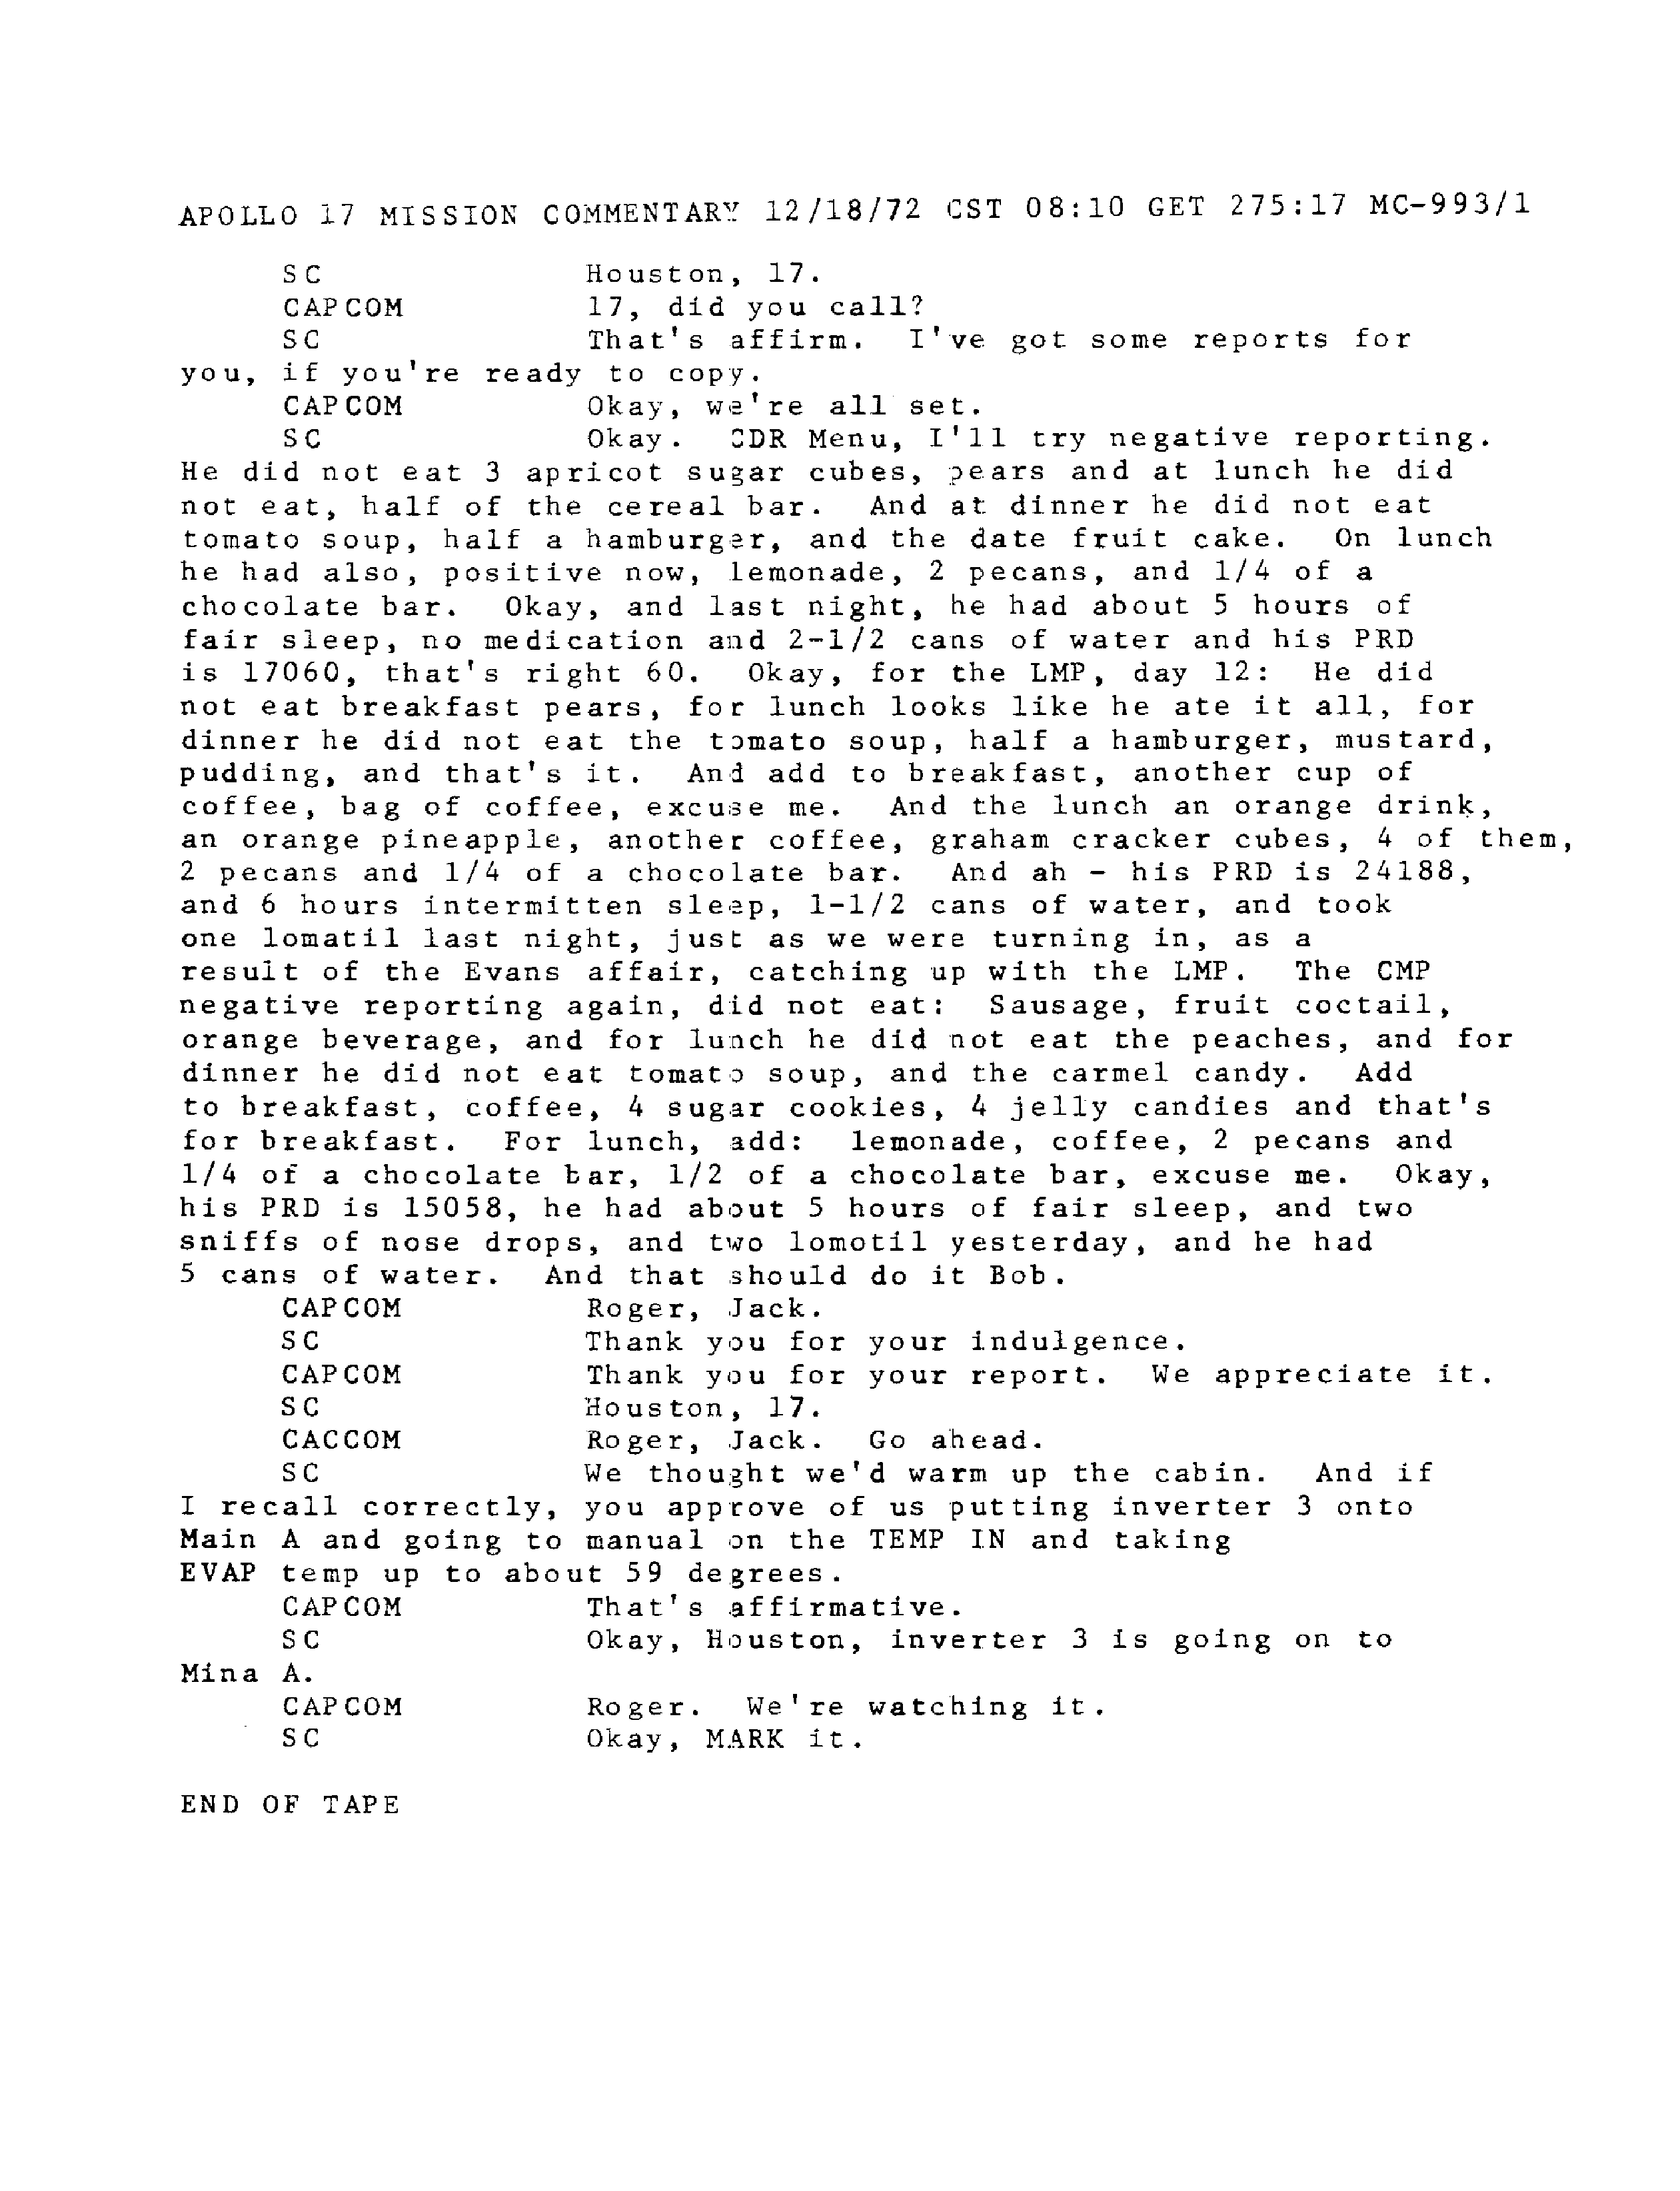 APOLLO 17 MISSION COMMENTARY 12/18/72 CST 08:10 GET 275:17 MC-993/1
SC Houston, 17.
CAPCOM 17, did you call?
SC That's affirm. I've got some reports for
you, if you're ready to copy.
CAPCOM Okay, we're all set.
SC Okay. CDR Menu, I'll try negative reporting.
He did not eat 3 apricot sugar cubes, pears and at lunch he did
not eat, half of the cereal bar. And at dinner he did not eat
tomato soup, half a hamburger, and the date fruit cake. On lunch
he had also, positive now, lemonade, 2 pecans, and 1/4 of a
chocolate bar. Okay, and last night, he had about 5 hours of
fair sleep, no medication and 2-1/2 cans of water and his PRD
is 17060, that's right 60. Okay, for the LMP, day 12: He did
not eat breakfast pears, for lunch looks like he ate it all, for
dinner he did not eat the tomato soup, half a hamburger, mustard,
pudding, and that's it. And add to breakfast, another cup of
coffee, bag of coffee, excuse me. And the lunch an orange drink,
an orange pineapple, another coffee, graham cracker cubes, 4 of them,
2 pecans and 1/4 of a chocolate bar. And ah - his PRD is 24188,
and 6 hours intermitten sleep, 1-1/2 cans of water, and took
one lomatil last night, just as we were turning in, as a
result of the Evans affair, catching up with the LMP. The CMP
negative reporting again, did not eat: Sausage, fruit coctail,
orange beverage, and for lunch he did not eat the peaches, and for
dinner he did not eat tomato soup, and the carmel candy. Add
to breakfast, coffee, 4 sugar cookies, 4 jelly candies and that's
for breakfast. For lunch, add: lemonade, coffee, 2 pecans and
1/4 of a chocolate bar, 1/2 of a chocolate bar, excuse me. Okay,
his PRD is 15058, he had about 5 hours of fair sleep, and two
sniffs of nose drops, and two lomotil yesterday, and he had
5 cans of water. And that should do it Bob.
CAPCOM Roger, Jack.
SC Thank you for your indulgence.
CAPCOM Thank you for your report. We appreciate it.
SC Houston, 17.
CACCOM Roger, Jack. Go ahead.
SC We thought we'd warm up the cabin. And if
I recall correctly, you approve of us putting inverter 3 onto
Main A and going to manual on the TEMP IN and taking
EVAP temp up to about 59 degrees.
CAPCOM That's affirmative.
SC Okay, Houston, inverter 3 is going on to
Mina A.
CAPCOM Roger. We're watching it.
SC Okay, MARK it.
END OF TAPE